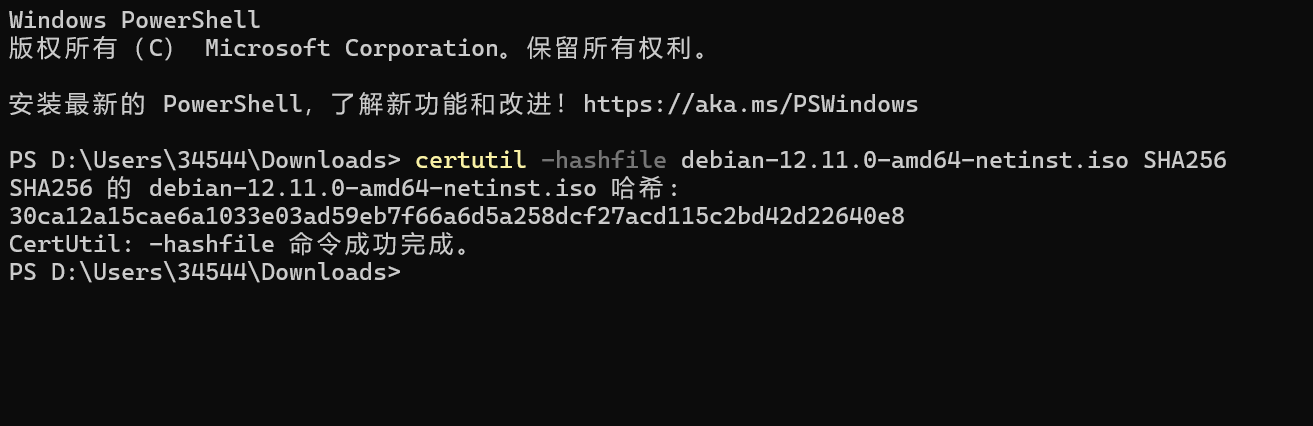 Windows PowerShell
版权所有（C） Microsoft Corporation。保留所有权利。
安装最新的 PowerShell，了解新功能和改进！https://aka.ms/PSWindows
PS D:\Users\34544\Downloads> certutil -hashfile debian-12.11.0-amd64-netinst.iso SHA256
SHA256 的 debian-12.11.0-amd64-netinst.iso 哈希:
30ca12a15cae6a1033e03ad59eb7f66a6d5a258dcf27acd115c2bd42d22640e8
CertUtil: -hashfile 命令成功完成。
PS D:\Users\34544\Downloads>